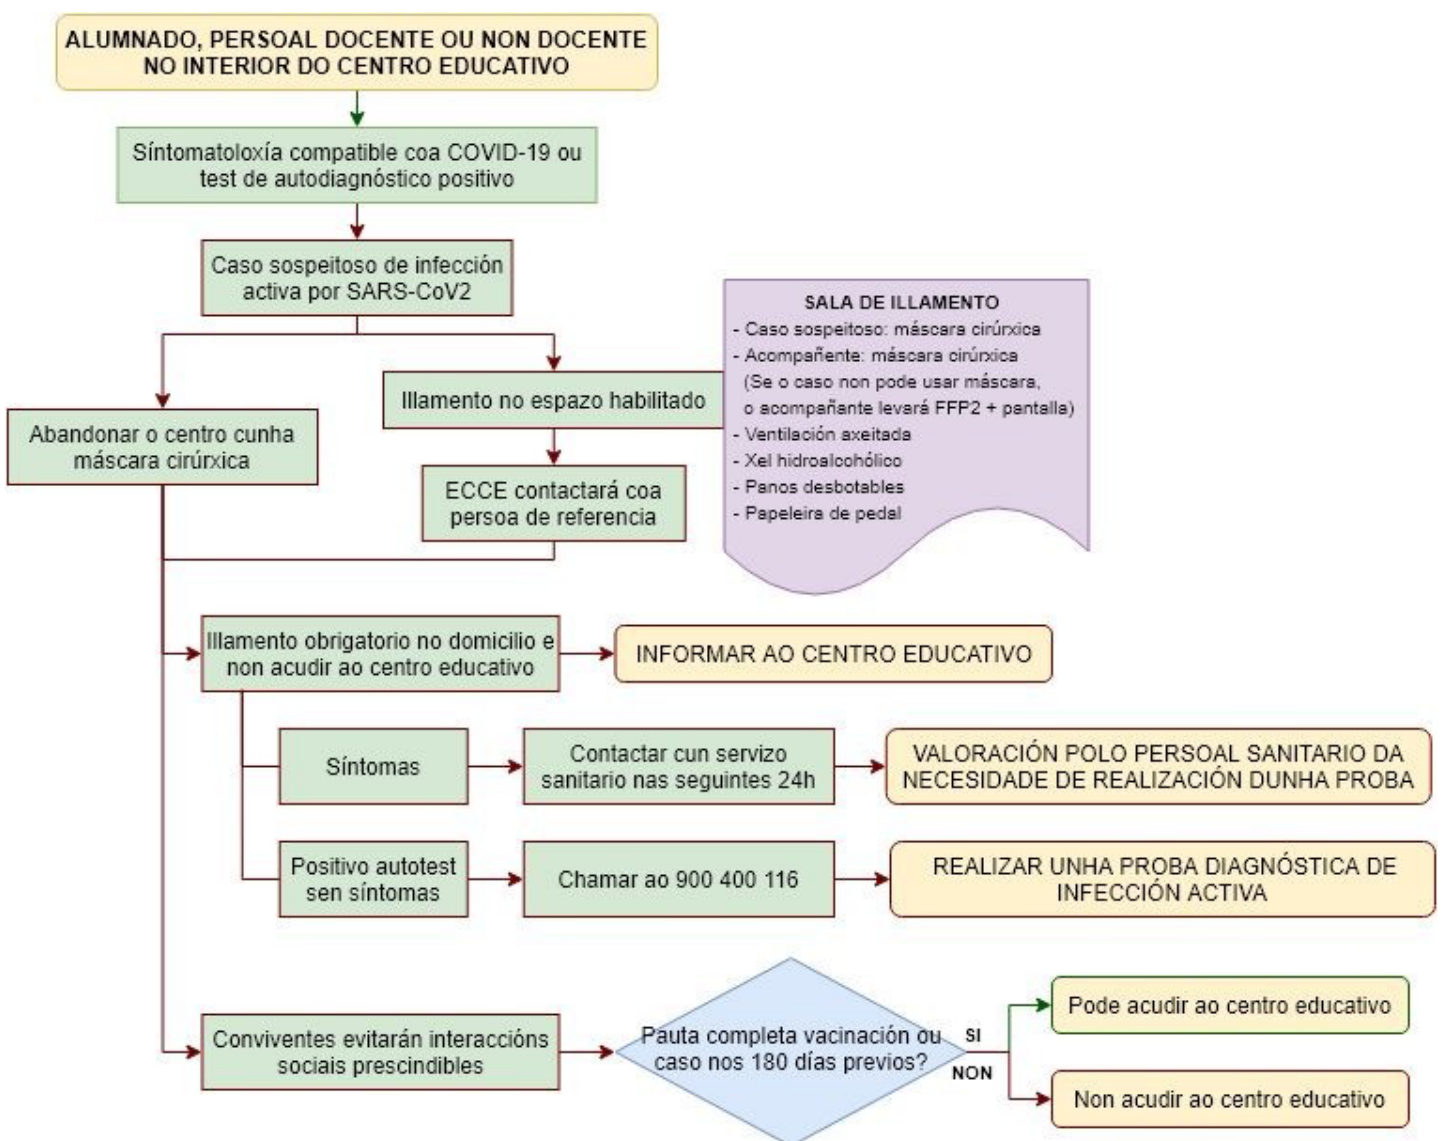 ALUMNADO, PERSOAL DOCENTE OU NON DOCENTE
NO INTERIOR DO CENTRO EDUCATIVO
Síntomatoloxía compatible coa COVID-19 ou
test de autodiagnóstico positivo
Caso sospeitoso de infección
activa por SARS-CoV2
SALA DE ILLAMENTO
- Caso sospeitoso: máscara cirúrxica
- Acompañente: máscara cirúrxica
(Se o caso non pode usar máscara,
o acompañante levará FFP2 + pantalla)
- Ventilación axeitada
- Xel hidroalcohólico
- Panos desbotables
- Papeleira de pedal
Illamento no espazo habilitado
Abandonar o centro cunha
máscara cirúrxica
ECCE contactará coa
persoa de referencia
Illamento obrigatorio no domicilio e
non acudir ao centro educativo
INFORMAR AO CENTRO EDUCATIVO
Síntomas
Contactar cun servizo
sanitario nas seguintes 24h
VALORACIÓN POLO PERSOAL SANITARIO DA
NECESIDADE DE REALIZACIÓN DUNHA PROBA
Positivo autotest
sen síntomas
Chamar ao 900 400 116
REALIZAR UNHA PROBA DIAGNÓSTICA DE
INFECCIÓN ACTIVA
Conviventes evitarán interaccións
sociais prescindibles
Pauta completa vacinación ou
caso nos 180 días previos?
SI
NON
Pode acudir ao centro educativo
Non acudir ao centro educativo